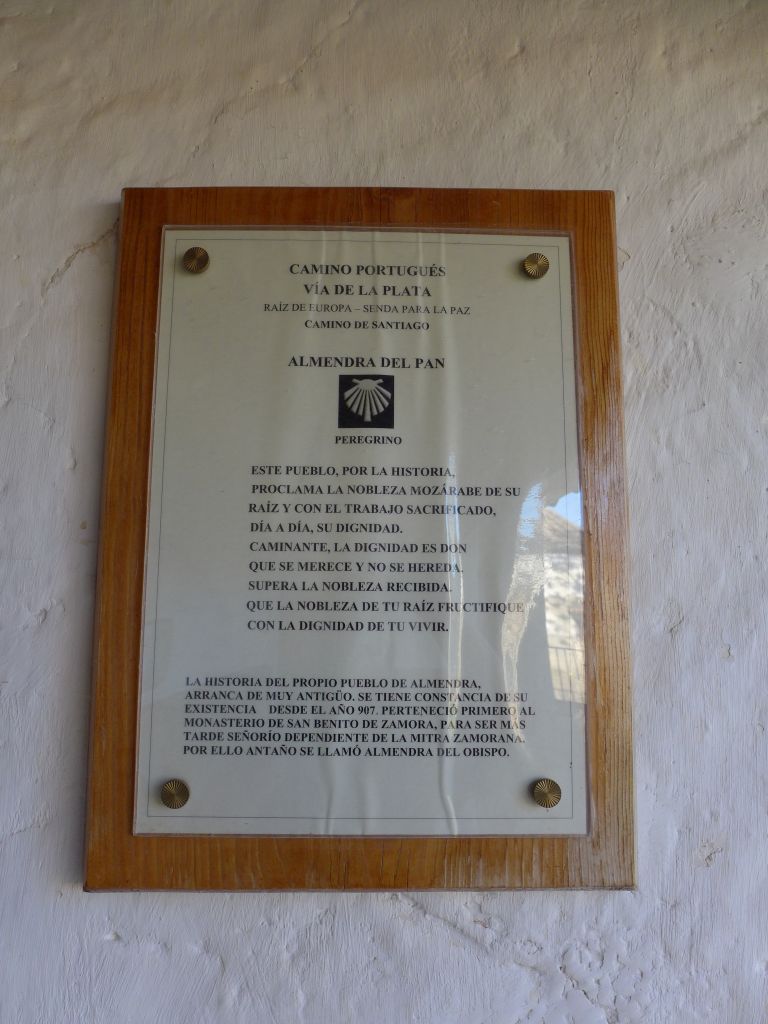 CAMINO PORTUGUÉS
VÍA DE LA PLATA
RAÍZ DE EUROPA – SENDA PARA LA PAZ
CAMINO DE SANTIAGO
ALMENDRA DEL PAN
PEREGRINO
ESTE PUEBLO, POR LA HISTORIA,
PROCLAMA LA NOBLEZA MOZÁRABE DE SU
RAÍZ Y CON EL TRABAJO SACRIFICADO,
DÍA A DÍA, SU DIGNIDAD.
CAMINANTE, LA DIGNIDAD ES DON
QUE SE MERECE Y NO SE HEREDA.
SUPERA LA NOBLEZA RECIBIDA.
QUE LA NOBLEZA DE TU RAÍZ FRUCTIFIQUE
CON LA DIGNIDAD DE TU VIVIR.
LA HISTORIA DEL PROPIO PUEBLO DE ALMENDRA,
ARRANCA DE MUY ANTIGÜO. SE TIENE CONSTANCIA DE SU
EXISTENCIA DESDE EL AÑO 907. PERTENECIÓ PRIMERO AL
MONASTERIO DE SAN BENITO DE ZAMORA, PARA SER MÁS
TARDE SEÑORÍO DEPENDIENTE DE LA MITRA ZAMORANA.
POR ELLO ANTAÑO SE LLAMÓ ALMENDRA DEL OBISPO.